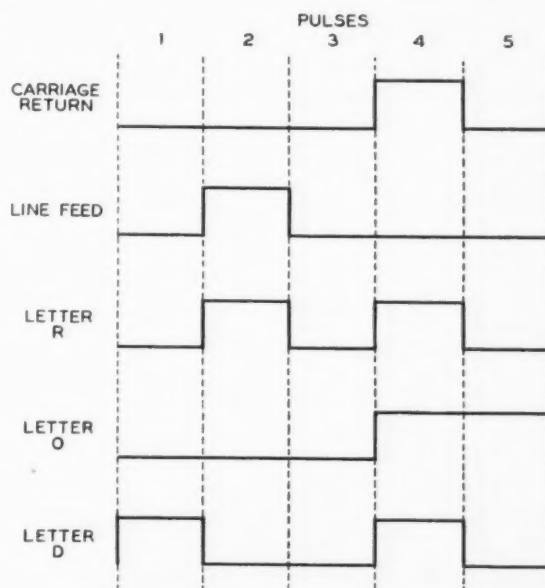 PULSES
1 2 3 4 5
CARRIAGE
RETURN
LINE FEED
LETTER
R
LETTER
O
LETTER
D